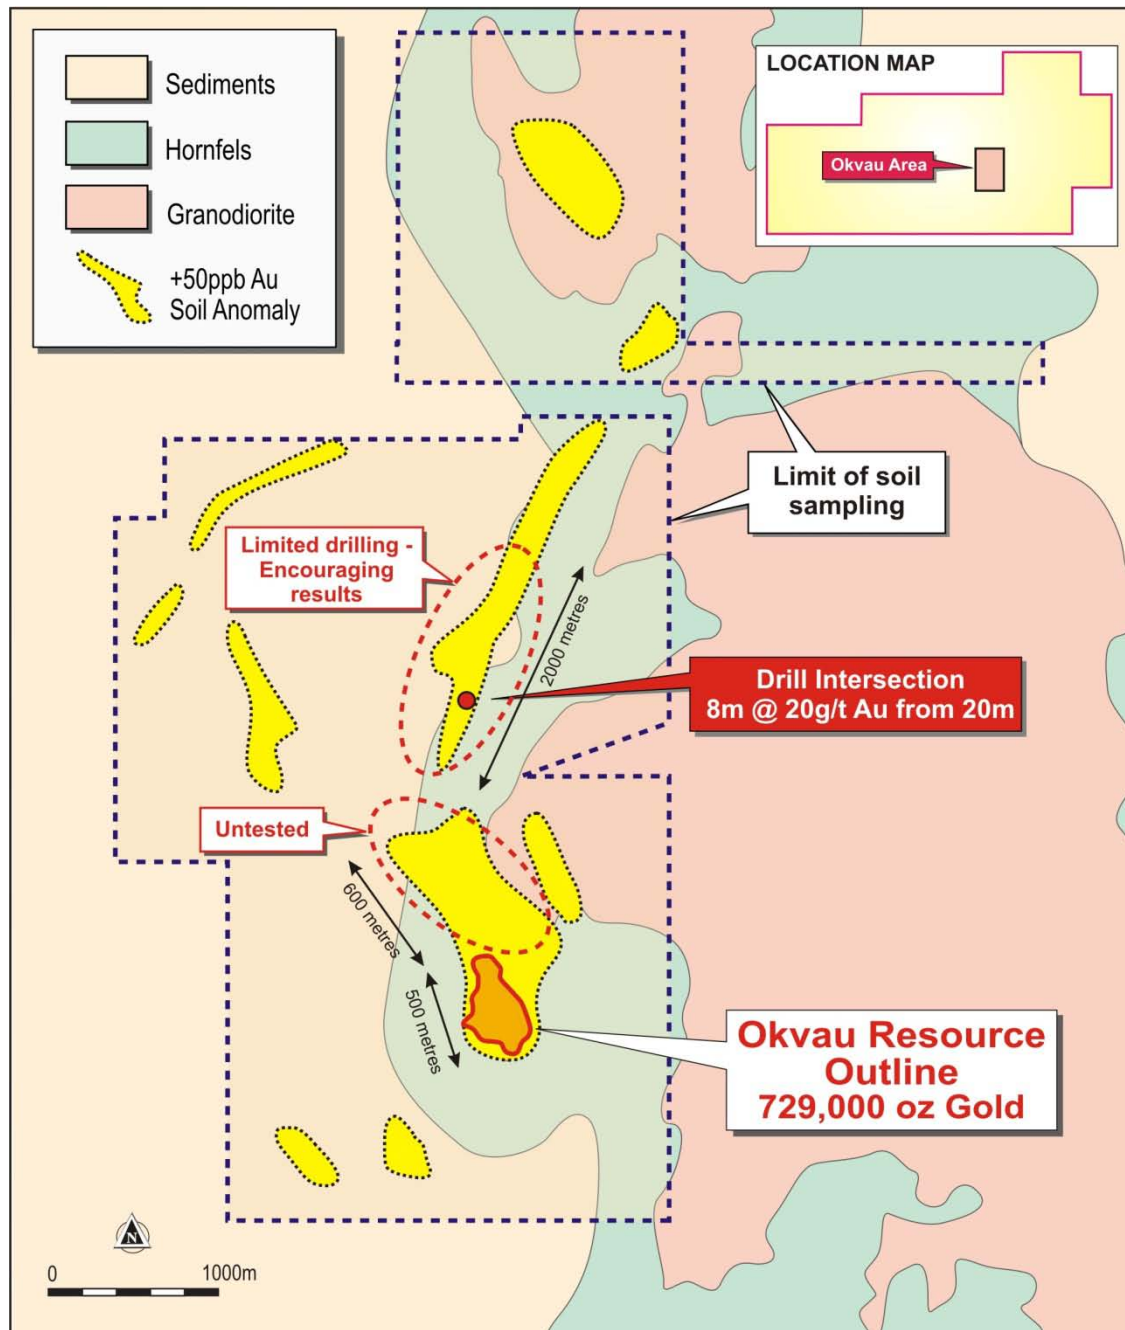 Sediments
Hornfels
Granodiorite
+50ppb Au
Soil Anomaly
LOCATION MAP
Okvau Area
Limit of soil
sampling
Limited drilling -
Encouraging
results
2000 metres
Drill Intersection
8m @ 20g/t Au from 20m
Untested
600 metres
500 metres
Okvau Resource
Outline
729,000 oz Gold
N
0 1000m